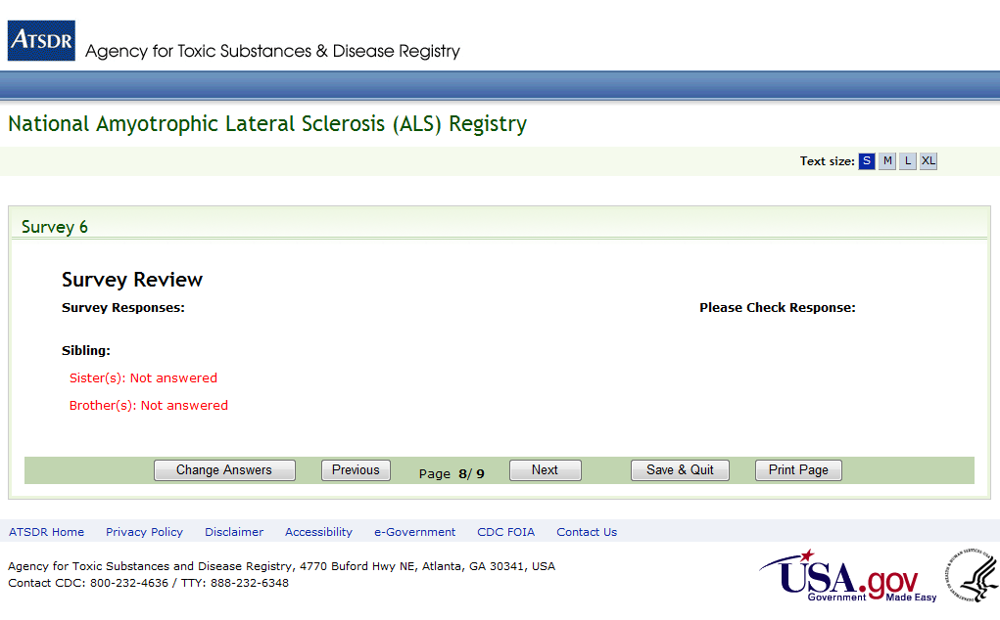 ATSDR
Agency for Toxic Substances & Disease Registry
National Amyotrophic Lateral Sclerosis (ALS) Registry
Text size: S M L XL
Survey 6
Survey Review
Survey Responses: Please Check Response:
Sibling:
Sister(s): Not answered
Brother(s): Not answered
Change Answers Previous Page 8/ 9 Next Save & Quit Print Page
ATSDR Home Privacy Policy Disclaimer Accessibility e-Government CDC FOIA Contact Us
Agency for Toxic Substances and Disease Registry, 4770 Buford Hwy NE, Atlanta, GA 30341, USA
Contact CDC: 800-232-4636 / TTY: 888-232-6348
USA.gov
Government Made Easy